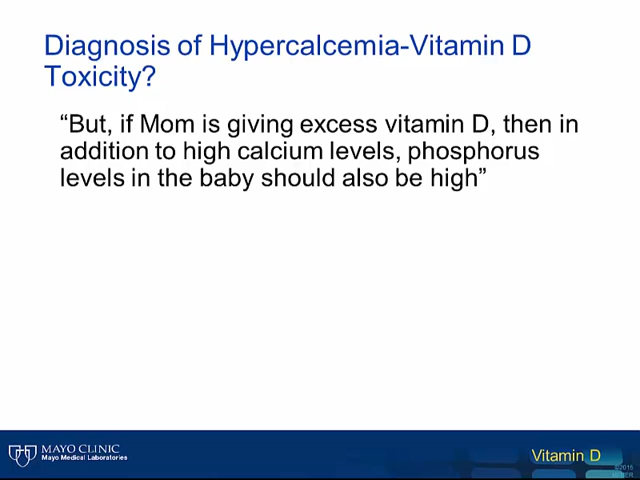 Diagnosis of Hypercalcemia-Vitamin D
Toxicity?
“But, if Mom is giving excess vitamin D, then in
addition to high calcium levels, phosphorus
levels in the baby should also be high”
MAYO CLINIC
Mayo Medical Laboratories
Vitamin D
©2015